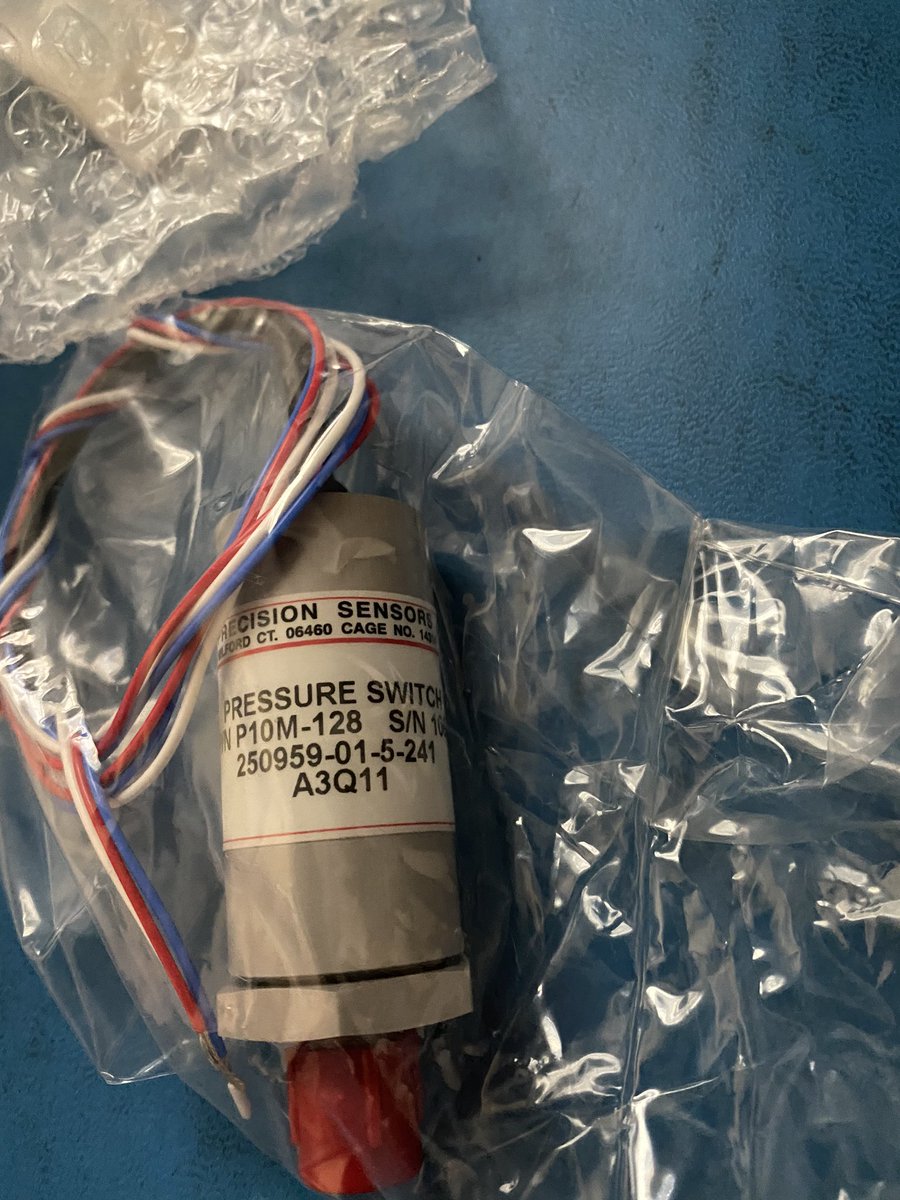 RECISION SENSORS
LFORD CT. 06460 CAGE NO. 14
PRESSURE SWITCH
N P10M-128 S/N 10
250959-01-5-241
A3Q11